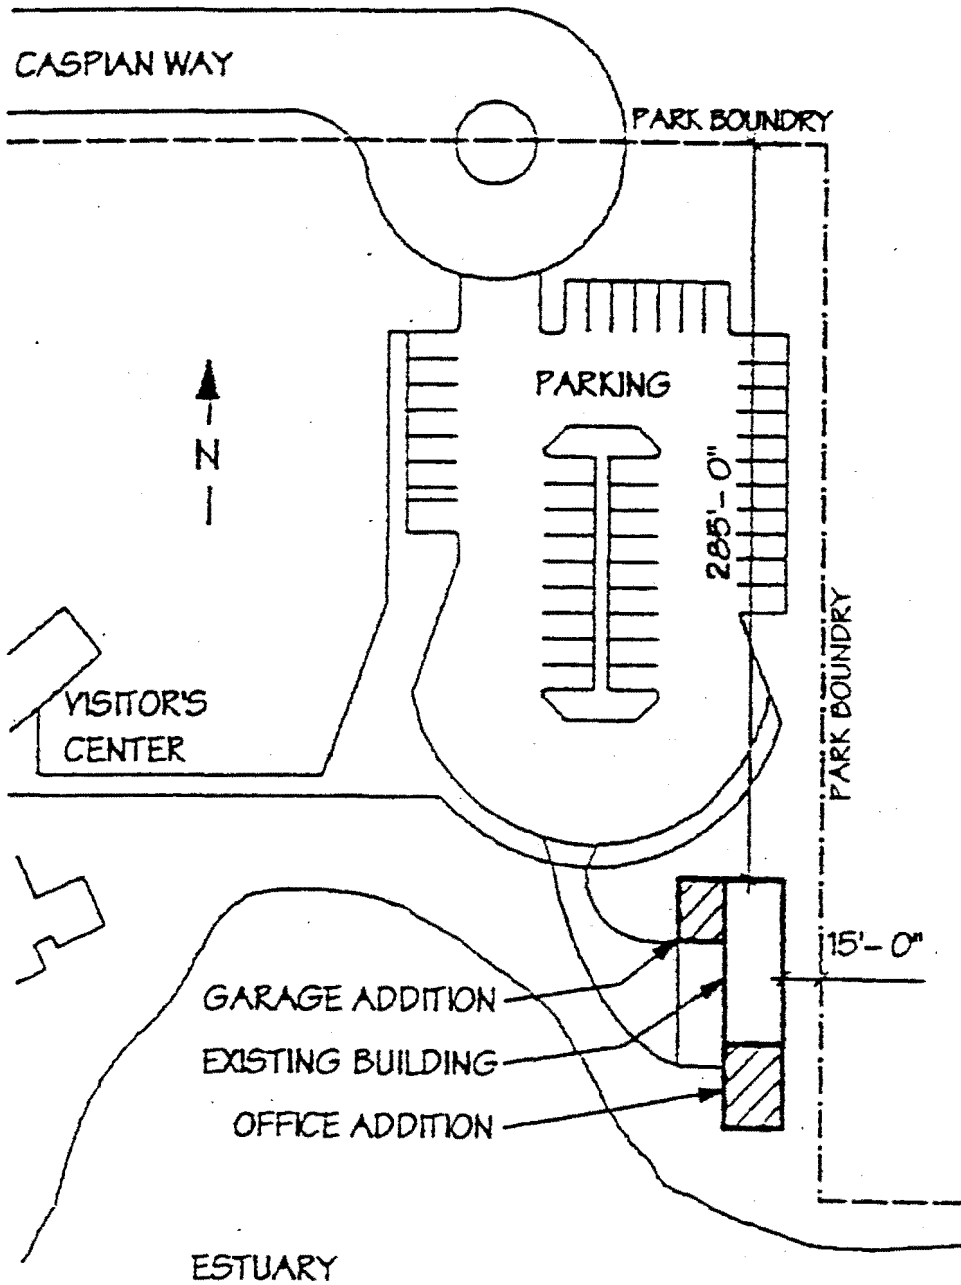 CASPIAN WAY
PARK BOUNDRY
PARKING
N
285'-0"
PARK BOUNDRY
VISITOR'S
CENTER
15'-0"
GARAGE ADDITION
EXISTING BUILDING
OFFICE ADDITION
ESTUARY